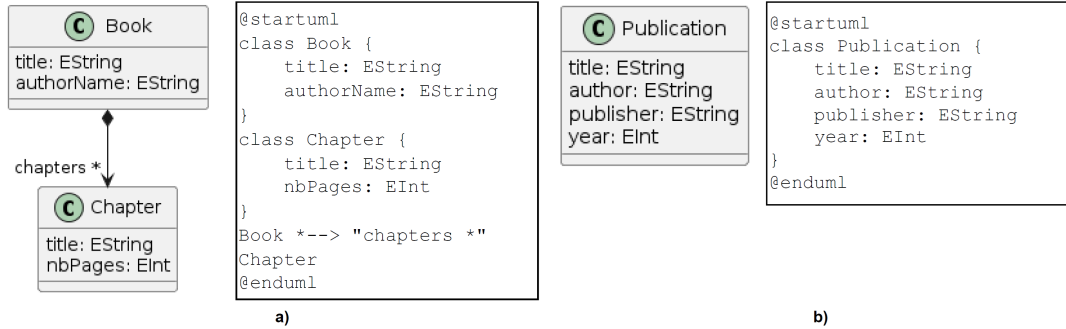 C Book
title: EString
authorName: EString
chapters *
C Chapter
title: EString
nbPages: EInt
@startuml
class Book {
    title: EString
    authorName: EString
}
class Chapter {
    title: EString
    nbPages: EInt
}
Book *--> "chapters *"
Chapter
@enduml
a)
C Publication
title: EString
author: EString
publisher: EString
year: EInt
@startuml
class Publication {
    title: EString
    author: EString
    publisher: EString
    year: EInt
}
@enduml
b)